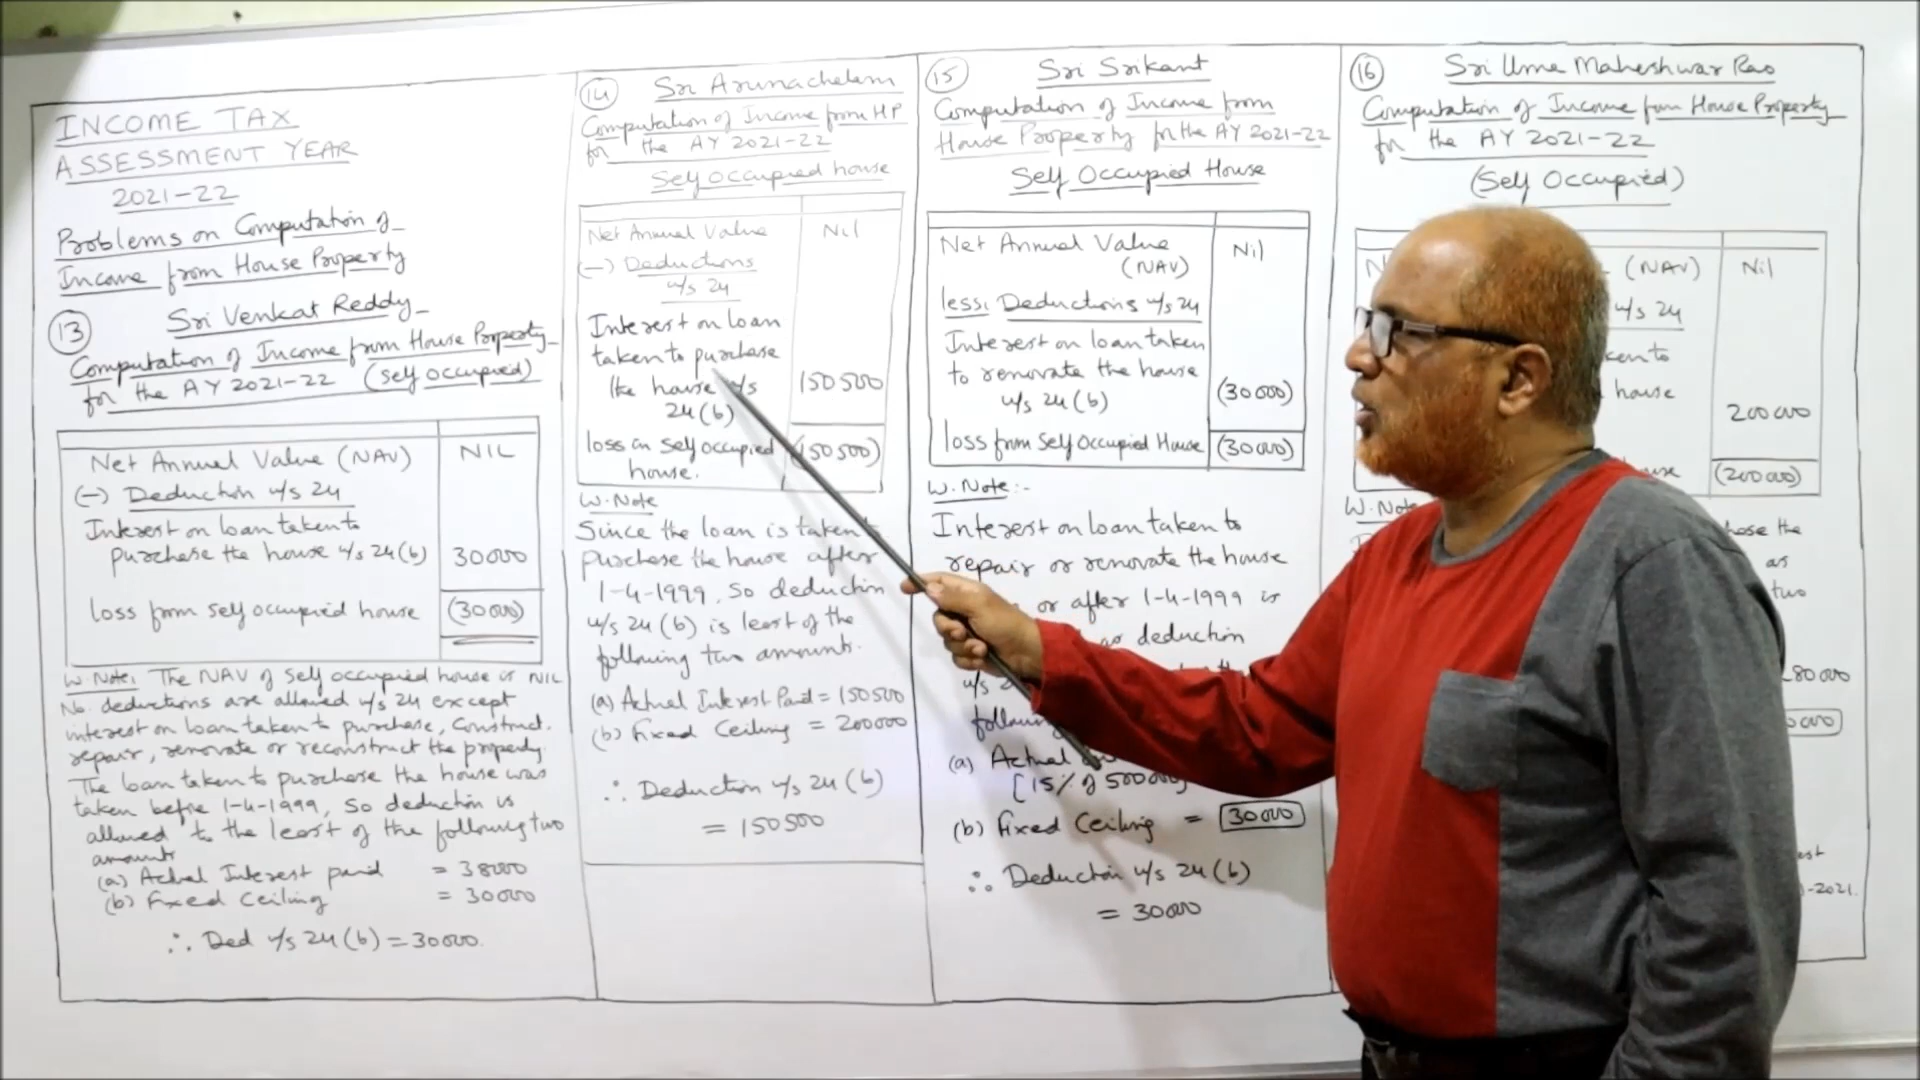 INCOME TAX
ASSESSMENT YEAR
2021-22
Problems on Computation of
Income from House Property
13 Sri Venkat Reddy
Computation of Income from House Property
for the AY 2021-22 (self occupied)
Net Annual Value (NAV) NIL
(-) Deduction u/s 24
Interest on loan taken to
purchase the house u/s 24(b) 30000
loss from self occupied house (30000)
W.Note: The NAV of self occupied house is NIL
No. deductions are allowed u/s 24 except
interest on loan taken to purchase, construct.
repair, renovate or reconstruct the property.
The loan taken to purchase the house was
taken before 1-4-1999, so deduction is
allowed to the least of the following two
amounts
(a) Actual Interest paid = 38000
(b) Fixed Ceiling = 30000
∴ Ded u/s 24(b) = 30000.
14 Sri Arunachalam
Computation of Income from HP
for the AY 2021-22
Self Occupied house
Net Annual Value Nil
(-) Deductions
u/s 24
Interest on loan
taken to purchase
the house u/s 150500
24(b)
loss on self occupied (150500)
house.
W.Note
Since the loan is taken
purchase the house after
1-4-1999, So deduction
u/s 24(b) is least of the
following two amounts.
(a) Actual Interest Paid = 150500
(b) Fixed Ceiling = 200000
∴ Deduction u/s 24(b)
= 150500
15 Sri Srikant
Computation of Income from
House Property for the AY 2021-22
Self Occupied House
Net Annual Value Nil
(NAV)
less: Deductions u/s 24
Interest on loan taken
to renovate the house (30000)
u/s 24(b)
loss from Self Occupied House (30000)
W.Note:-
Interest on loan taken to
repair or renovate the house
or after 1-4-1999 is
as deduction
u/s
following
(a) Actual
[15% of 500000]
(b) Fixed Ceiling = 30000
∴ Deduction u/s 24(b)
= 30000
16 Sri Uma Maheshwar Rao
Computation of Income from House Property
for the AY 2021-22
(Self Occupied)
(NAV) Nil
u/s 24
to
house
200000
(200000)
W.Note
the
as
two
-2021.